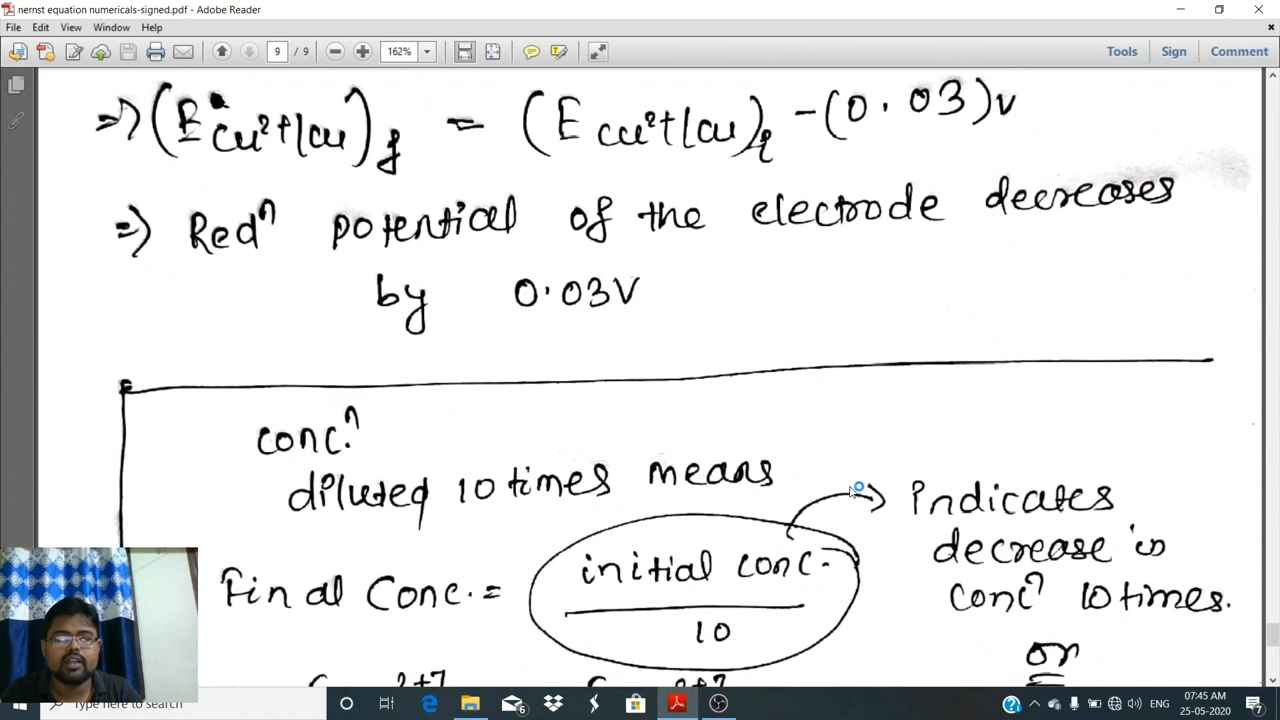 nernst equation numericals-signed.pdf - Adobe Reader
File Edit View Window Help
9 / 9 162% Tools Sign Comment
=> (E°Cu²⁺|Cu)f = (E Cu²⁺|Cu)i - (0.03)V
=> Redⁿ potential of the electrode decreases
by 0.03V
Concⁿ
diluted 10 times means
Final Conc. = initial conc. / 10
Indicates
decrease in
Concⁿ 10 times.
or
Type here to search
6
ENG
07:45 AM
25-05-2020
7